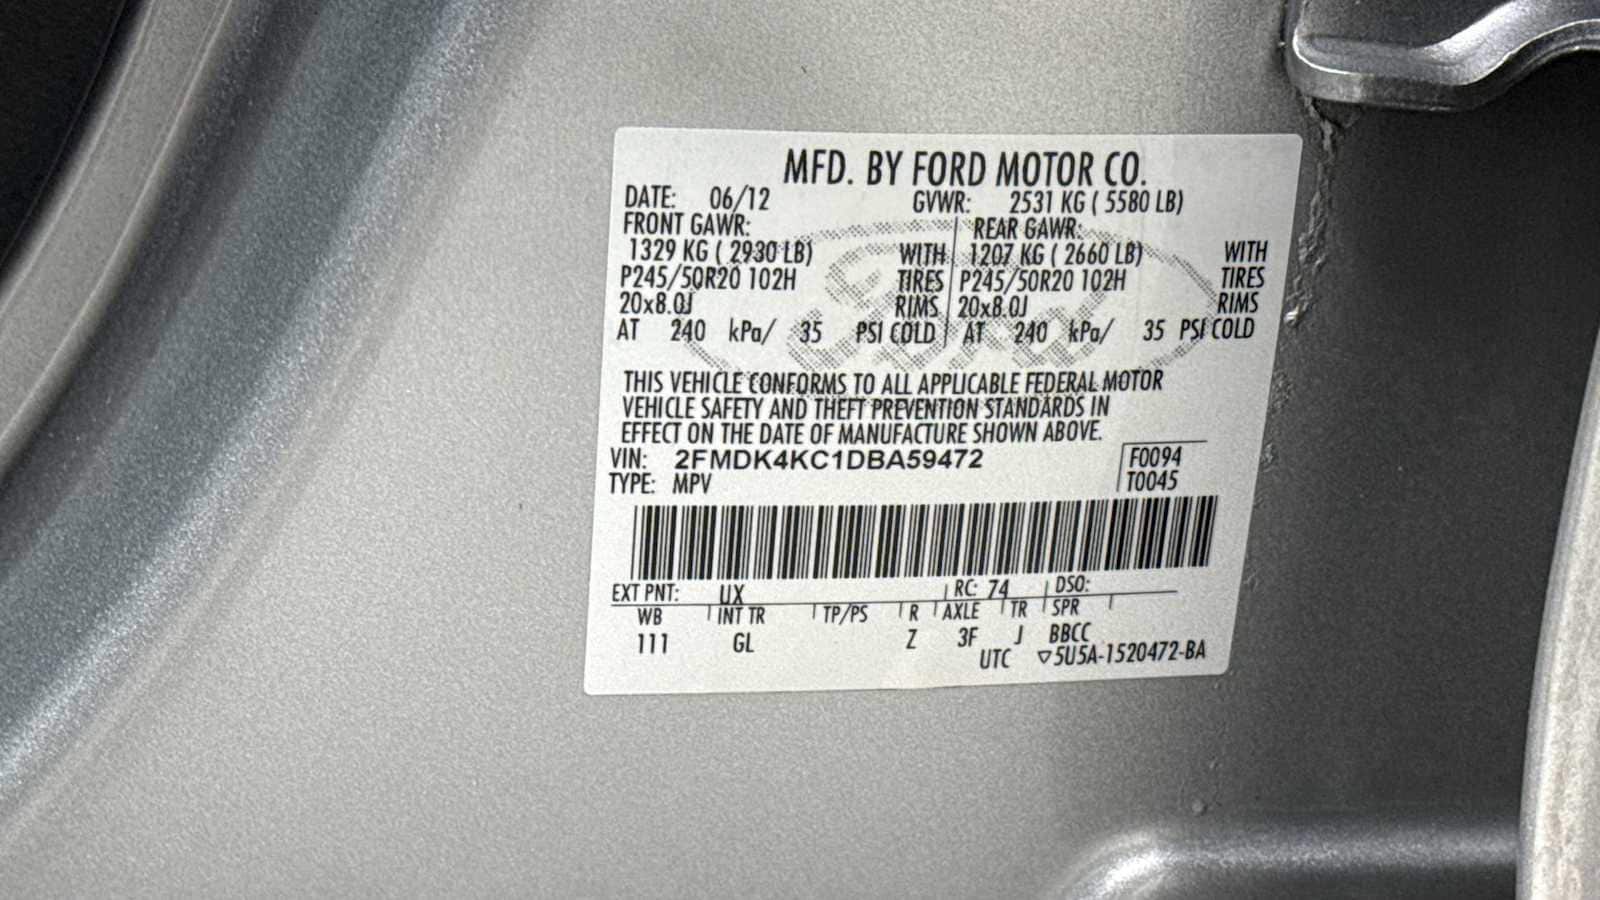 MFD. BY FORD MOTOR CO.
DATE: 06/12 GVWR: 2531 KG ( 5580 LB)
FRONT GAWR: REAR GAWR:
1329 KG ( 2930 LB) WITH 1207 KG ( 2660 LB) WITH
P245/50R20 102H TIRES P245/50R20 102H TIRES
20x8.0J RIMS 20x8.0J RIMS
AT 240 kPa/ 35 PSI COLD AT 240 kPa/ 35 PSI COLD
Ford
THIS VEHICLE CONFORMS TO ALL APPLICABLE FEDERAL MOTOR
VEHICLE SAFETY AND THEFT PREVENTION STANDARDS IN
EFFECT ON THE DATE OF MANUFACTURE SHOWN ABOVE.
VIN: 2FMDK4KC1DBA59472 F0094
TYPE: MPV T0045
EXT PNT: UX RC: 74 DSO:
WB INT TR TP/PS R AXLE TR SPR
111 GL Z 3F J BBCC
UTC ▽5U5A-1520472-BA